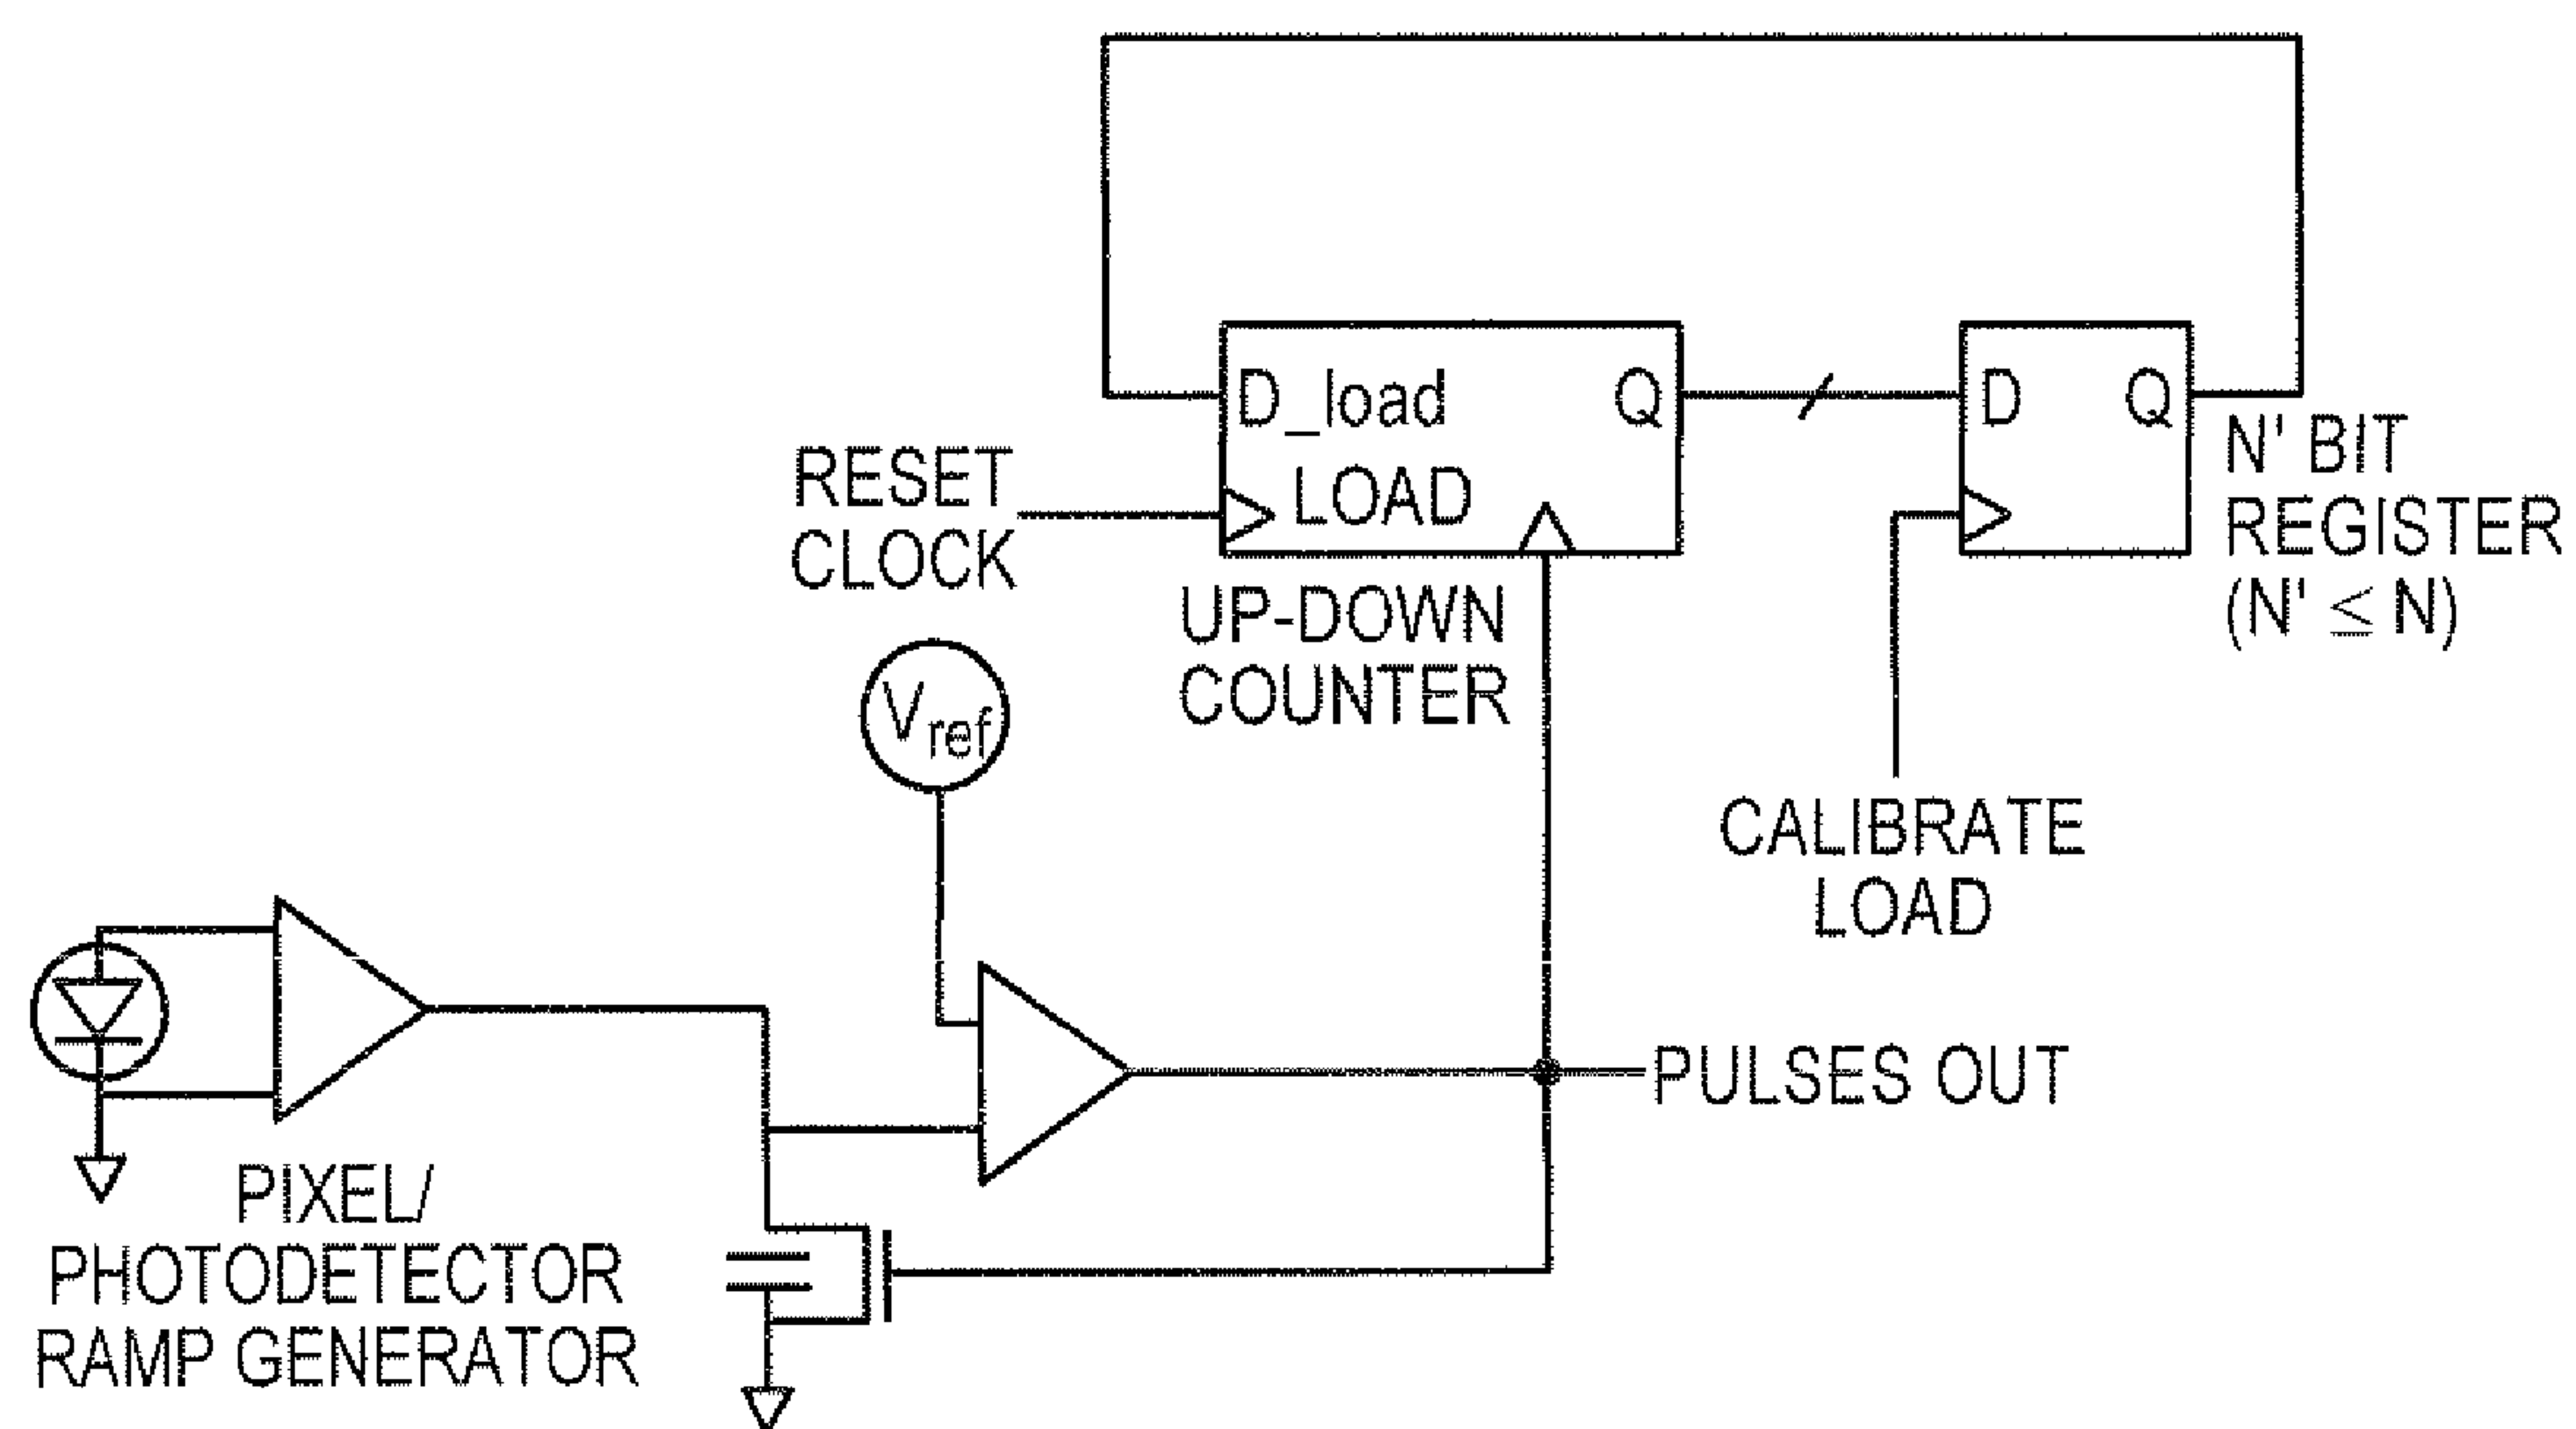 D_load
Q
LOAD
D
Q
RESET
CLOCK
UP-DOWN
COUNTER
N' BIT
REGISTER
(N' ≤ N)
Vref
CALIBRATE
LOAD
PULSES OUT
PIXEL/
PHOTODETECTOR
RAMP GENERATOR